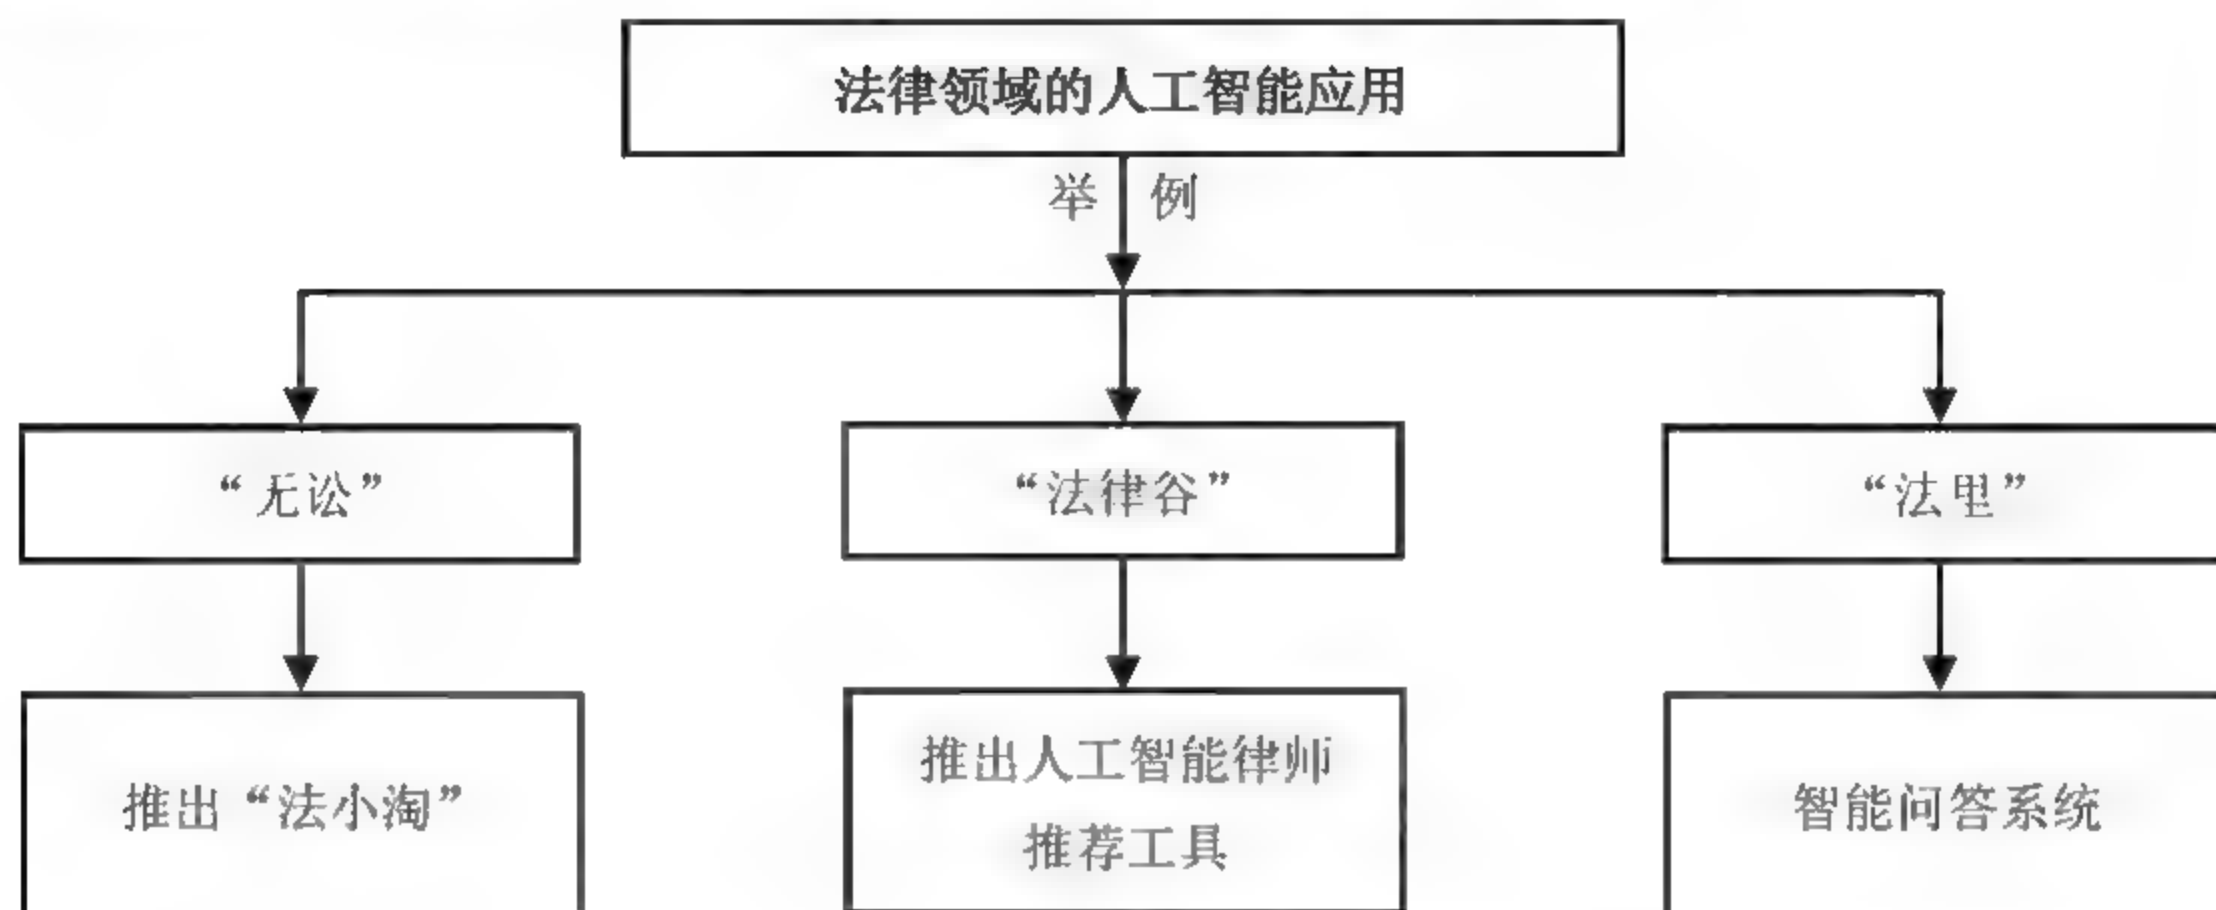 法律领域的人工智能应用
举 例
“无讼”
“法律谷”
“法里”
推出“法小淘”
推出人工智能律师
推荐工具
智能问答系统